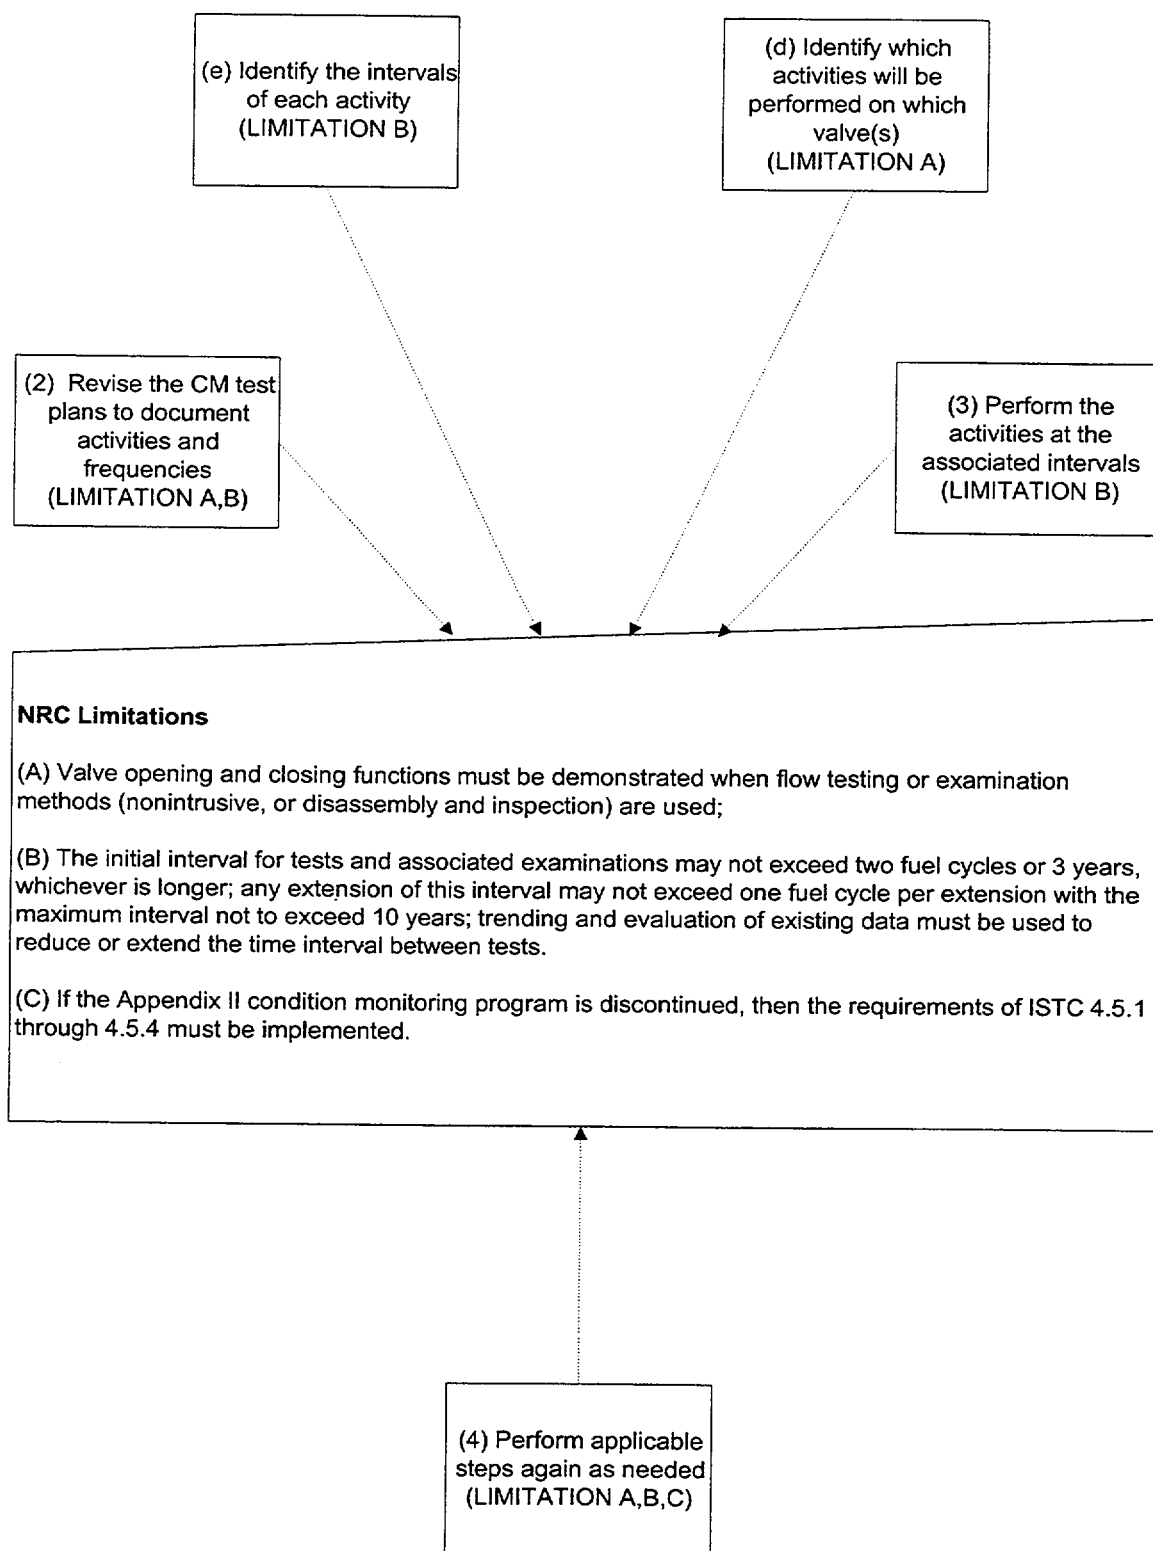 (e) Identify the intervals
of each activity
(LIMITATION B)
(d) Identify which
activities will be
performed on which
valve(s)
(LIMITATION A)
(2) Revise the CM test
plans to document
activities and
frequencies
(LIMITATION A,B)
(3) Perform the
activities at the
associated intervals
(LIMITATION B)
NRC Limitations
(A) Valve opening and closing functions must be demonstrated when flow testing or examination
methods (nonintrusive, or disassembly and inspection) are used;
(B) The initial interval for tests and associated examinations may not exceed two fuel cycles or 3 years,
whichever is longer; any extension of this interval may not exceed one fuel cycle per extension with the
maximum interval not to exceed 10 years; trending and evaluation of existing data must be used to
reduce or extend the time interval between tests.
(C) If the Appendix II condition monitoring program is discontinued, then the requirements of ISTC 4.5.1
through 4.5.4 must be implemented.
(4) Perform applicable
steps again as needed
(LIMITATION A,B,C)